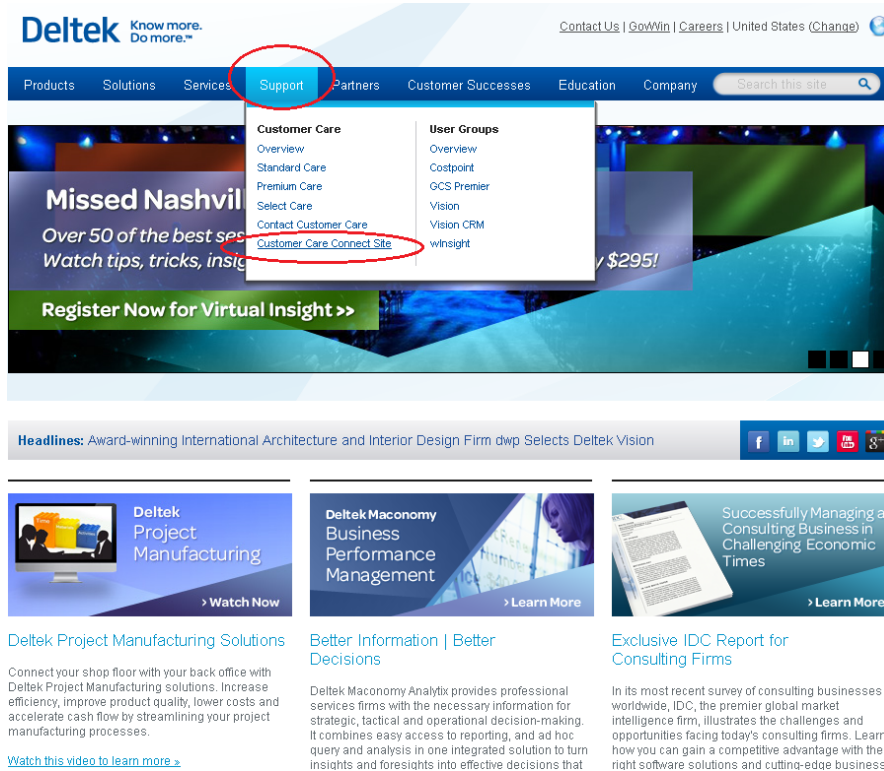 Deltek Know more.
Do more.™
Contact Us | GovWin | Careers | United States (Change)
Products Solutions Services Support Partners Customer Successes Education Company Search this site
Customer Care
Overview
Standard Care
Premium Care
Select Care
Contact Customer Care
Customer Care Connect Site
User Groups
Overview
Costpoint
GCS Premier
Vision
Vision CRM
wInsight
Missed Nashvil
Over 50 of the best ses
Watch tips, tricks, insig
y $295!
Register Now for Virtual Insight >>
Headlines: Award-winning International Architecture and Interior Design Firm dwp Selects Deltek Vision
Deltek
Project
Manufacturing
> Watch Now
Deltek Maconomy
Business
Performance
Management
> Learn More
Successfully Managing a
Consulting Business in
Challenging Economic
Times
> Learn More
Deltek Project Manufacturing Solutions
Connect your shop floor with your back office with
Deltek Project Manufacturing solutions. Increase
efficiency, improve product quality, lower costs and
accelerate cash flow by streamlining your project
manufacturing processes.
Watch this video to learn more »
Better Information | Better
Decisions
Deltek Maconomy Analytix provides professional
services firms with the necessary information for
strategic, tactical and operational decision-making.
It combines easy access to reporting, and ad hoc
query and analysis in one integrated solution to turn
insights and foresights into effective decisions that
Exclusive IDC Report for
Consulting Firms
In its most recent survey of consulting businesses
worldwide, IDC, the premier global market
intelligence firm, illustrates the challenges and
opportunities facing today's consulting firms. Learn
how you can gain a competitive advantage with the
right software solutions and cutting-edge business